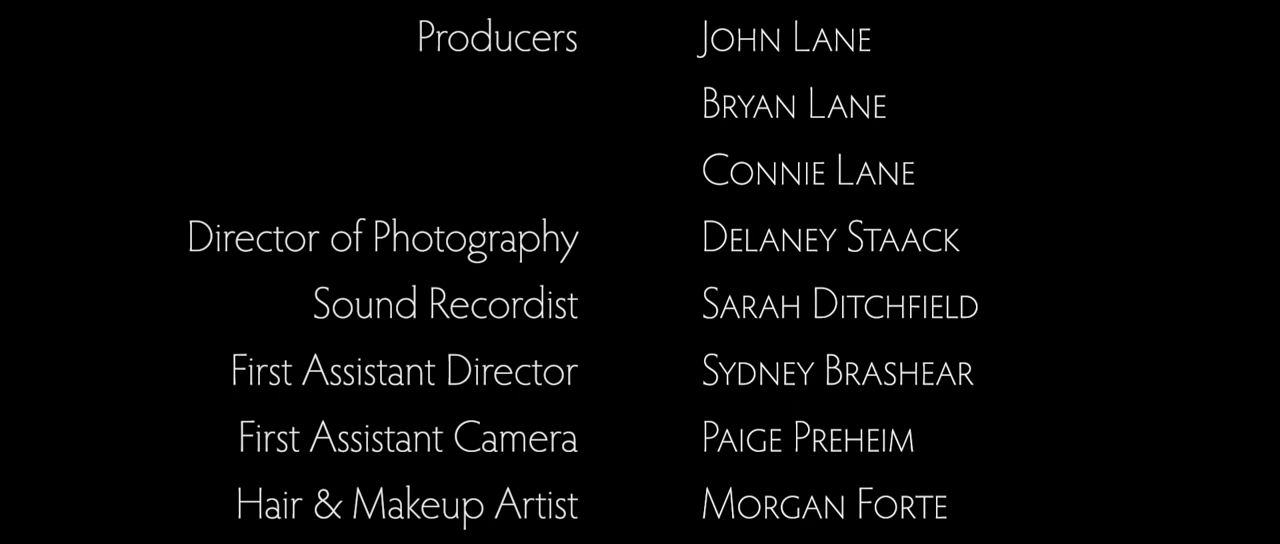 Producers John Lane
Bryan Lane
Connie Lane
Director of Photography Delaney Staack
Sound Recordist Sarah Ditchfield
First Assistant Director Sydney Brashear
First Assistant Camera Paige Preheim
Hair & Makeup Artist Morgan Forte